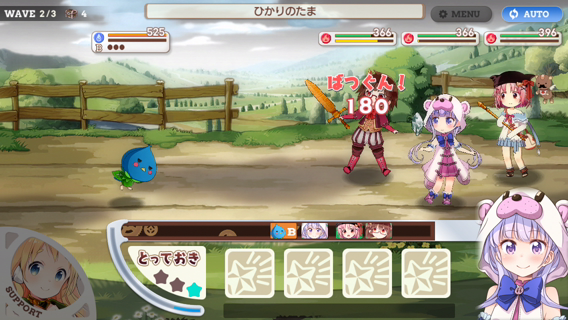 WAVE 2/3 4
ひかりのたま
MENU
AUTO
525
B
366
366
396
ばつぐん!
180
B
とっておき
SUPPORT